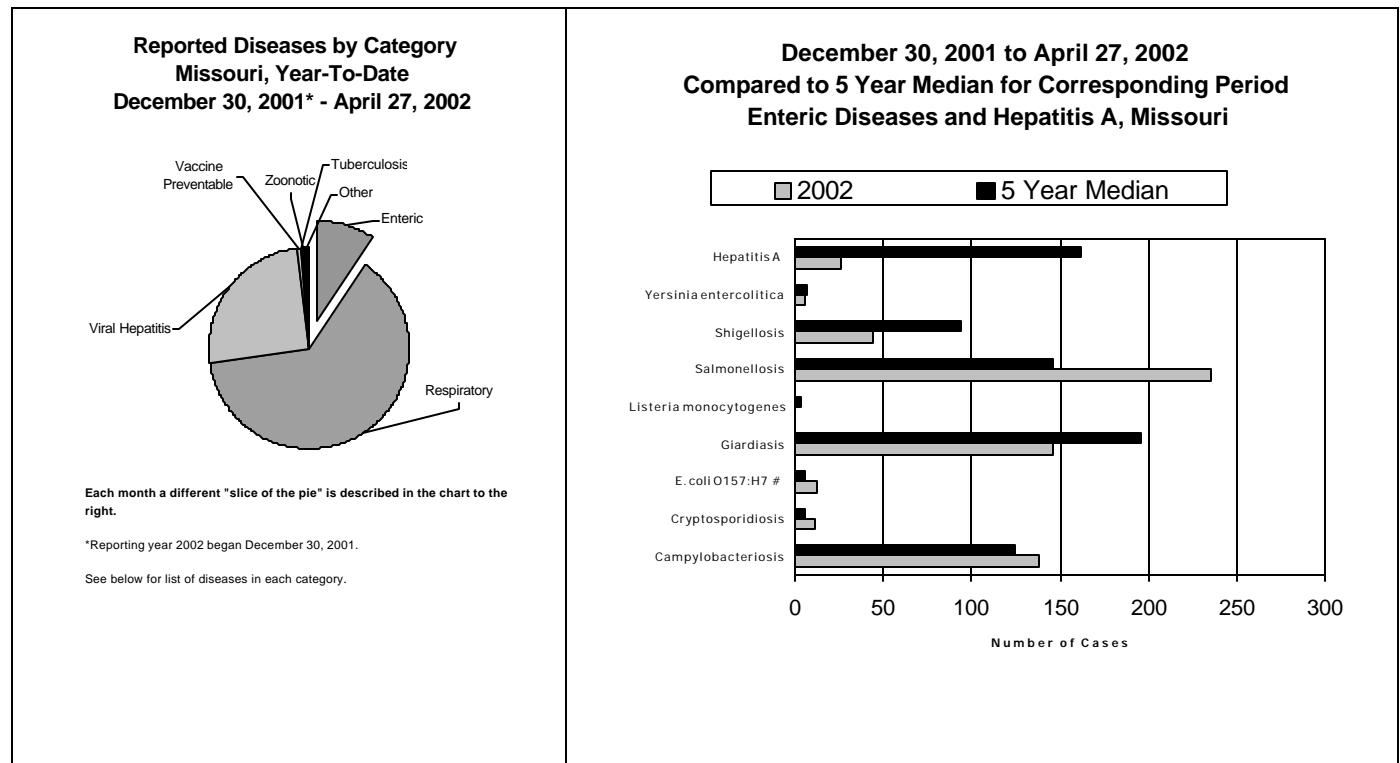 Reported Diseases by Category
Missouri, Year-To-Date
December 30, 2001* - April 27, 2002
Vaccine
Preventable
Zoonotic
Tuberculosis
Other
Enteric
Viral Hepatitis
Respiratory
Each month a different "slice of the pie" is described in the chart to the
right.
*Reporting year 2002 began December 30, 2001.
See below for list of diseases in each category.
December 30, 2001 to April 27, 2002
Compared to 5 Year Median for Corresponding Period
Enteric Diseases and Hepatitis A, Missouri
2002 5 Year Median
Hepatitis A
Yersinia entercolitica
Shigellosis
Salmonellosis
Listeria monocytogenes
Giardiasis
E. coli O157:H7 #
Cryptosporidiosis
Campylobacteriosis
0 50 100 150 200 250 300
Number of Cases